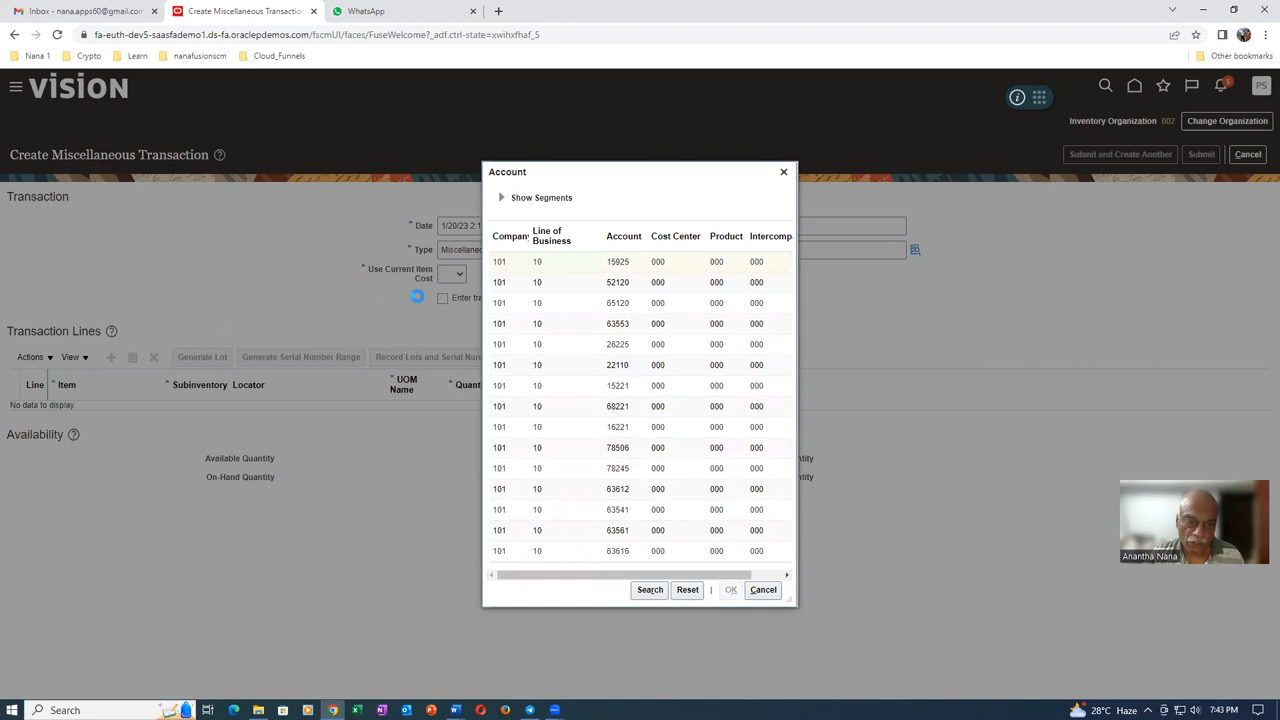 Inbox - nana.apps60@gmail.com
Create Miscellaneous Transactio
WhatsApp
fa-euth-dev5-saasfademo1.ds-fa.oraclepdemos.com/fscmUI/faces/FuseWelcome?_adf.ctrl-state=xwihxfhaf_5
Nana 1
Crypto
Learn
nanafusionscm
Cloud_Funnels
Other bookmarks
VISION
5
PS
Inventory Organization 002
Change Organization
Create Miscellaneous Transaction
Submit and Create Another
Submit
Cancel
Transaction
* Date 1/20/23 2:1
* Type Miscellaneo
* Use Current Item
Cost
Enter tra
Transaction Lines
Actions
View
Generate Lot
Generate Serial Number Range
Record Lots and Serial Num
Line
* Item
* Subinventory
Locator
* UOM
Name
* Quant
No data to display.
Availability
Available Quantity
ntity
On-Hand Quantity
ntity
Account
Show Segments
Company
Line of
Business
Account
Cost Center
Product
Intercomp
101 10 15925 000 000 000
101 10 52120 000 000 000
101 10 65120 000 000 000
101 10 63553 000 000 000
101 10 26225 000 000 000
101 10 22110 000 000 000
101 10 15221 000 000 000
101 10 68221 000 000 000
101 10 16221 000 000 000
101 10 78506 000 000 000
101 10 78245 000 000 000
101 10 63612 000 000 000
101 10 63541 000 000 000
101 10 63561 000 000 000
101 10 63616 000 000 000
Search
Reset
OK
Cancel
Anantha Nana
Search
28°C Haze
7:43 PM